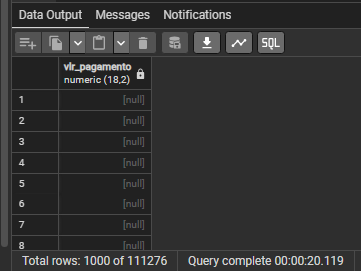 Data Output Messages Notifications
SQL
vlr_pagamento
numeric (18,2)
1 [null]
2 [null]
3 [null]
4 [null]
5 [null]
6 [null]
7 [null]
8 [null]
Total rows: 1000 of 111276 Query complete 00:00:20.119